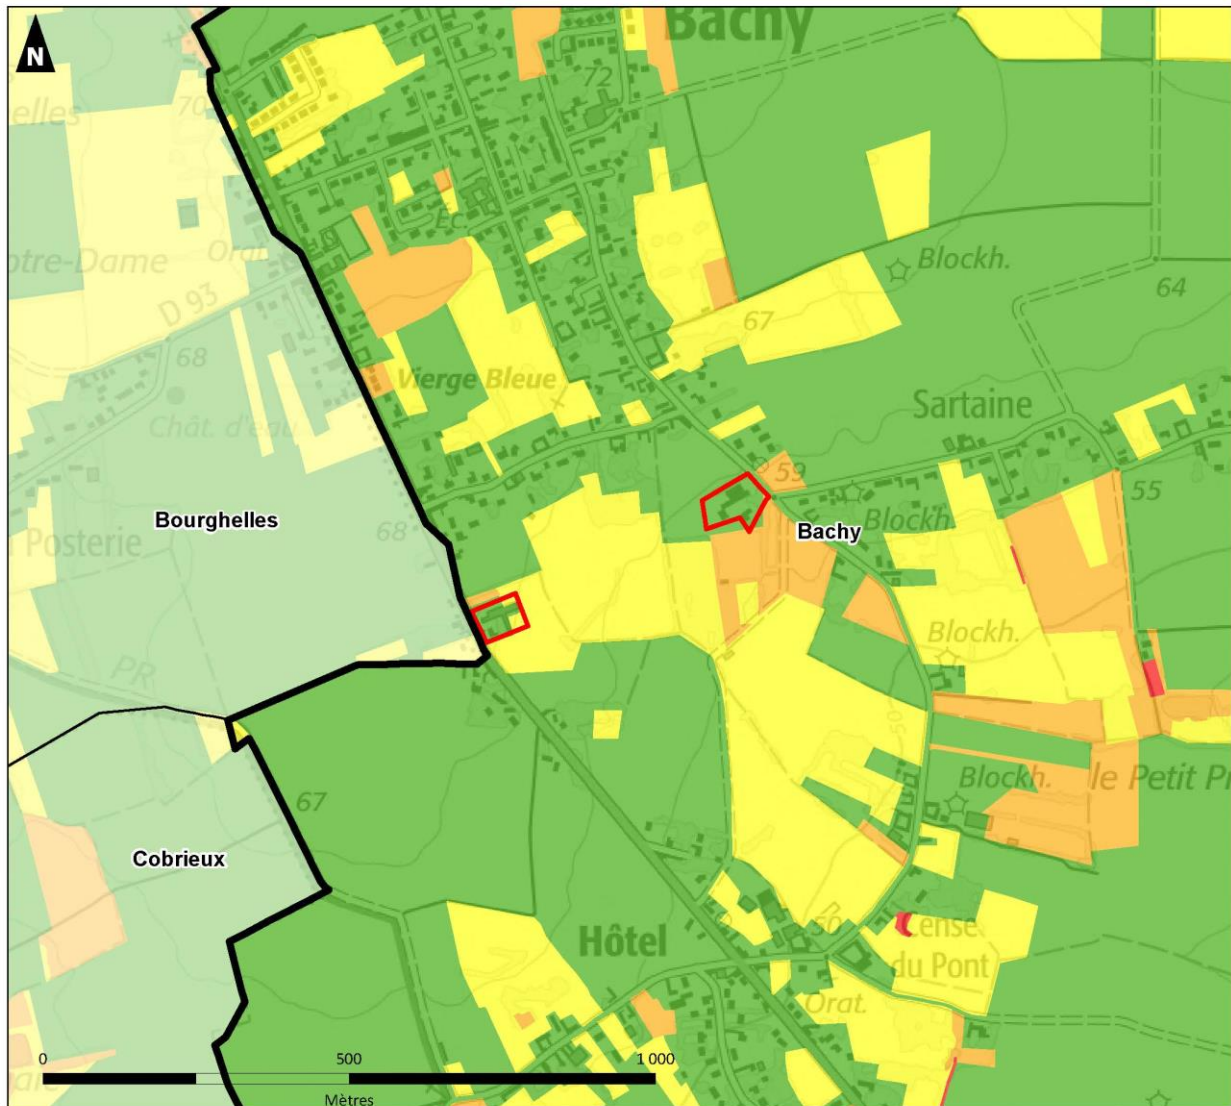 N
Bachy
72
elles
70
Ec.
Orat.
otre-Dame
Blockh.
D 93
64
67
68
Vierge Bleue
Chât. d'eau
Sartaine
59
55
Bourghelles
68
Blockh
Posterie
Bachy
Blockh.
PR
50
67
Blockh.
le Petit P
Cobrieux
Hôtel
50
Cense
du Pont
Orat.
0
500
1 000
Mètres